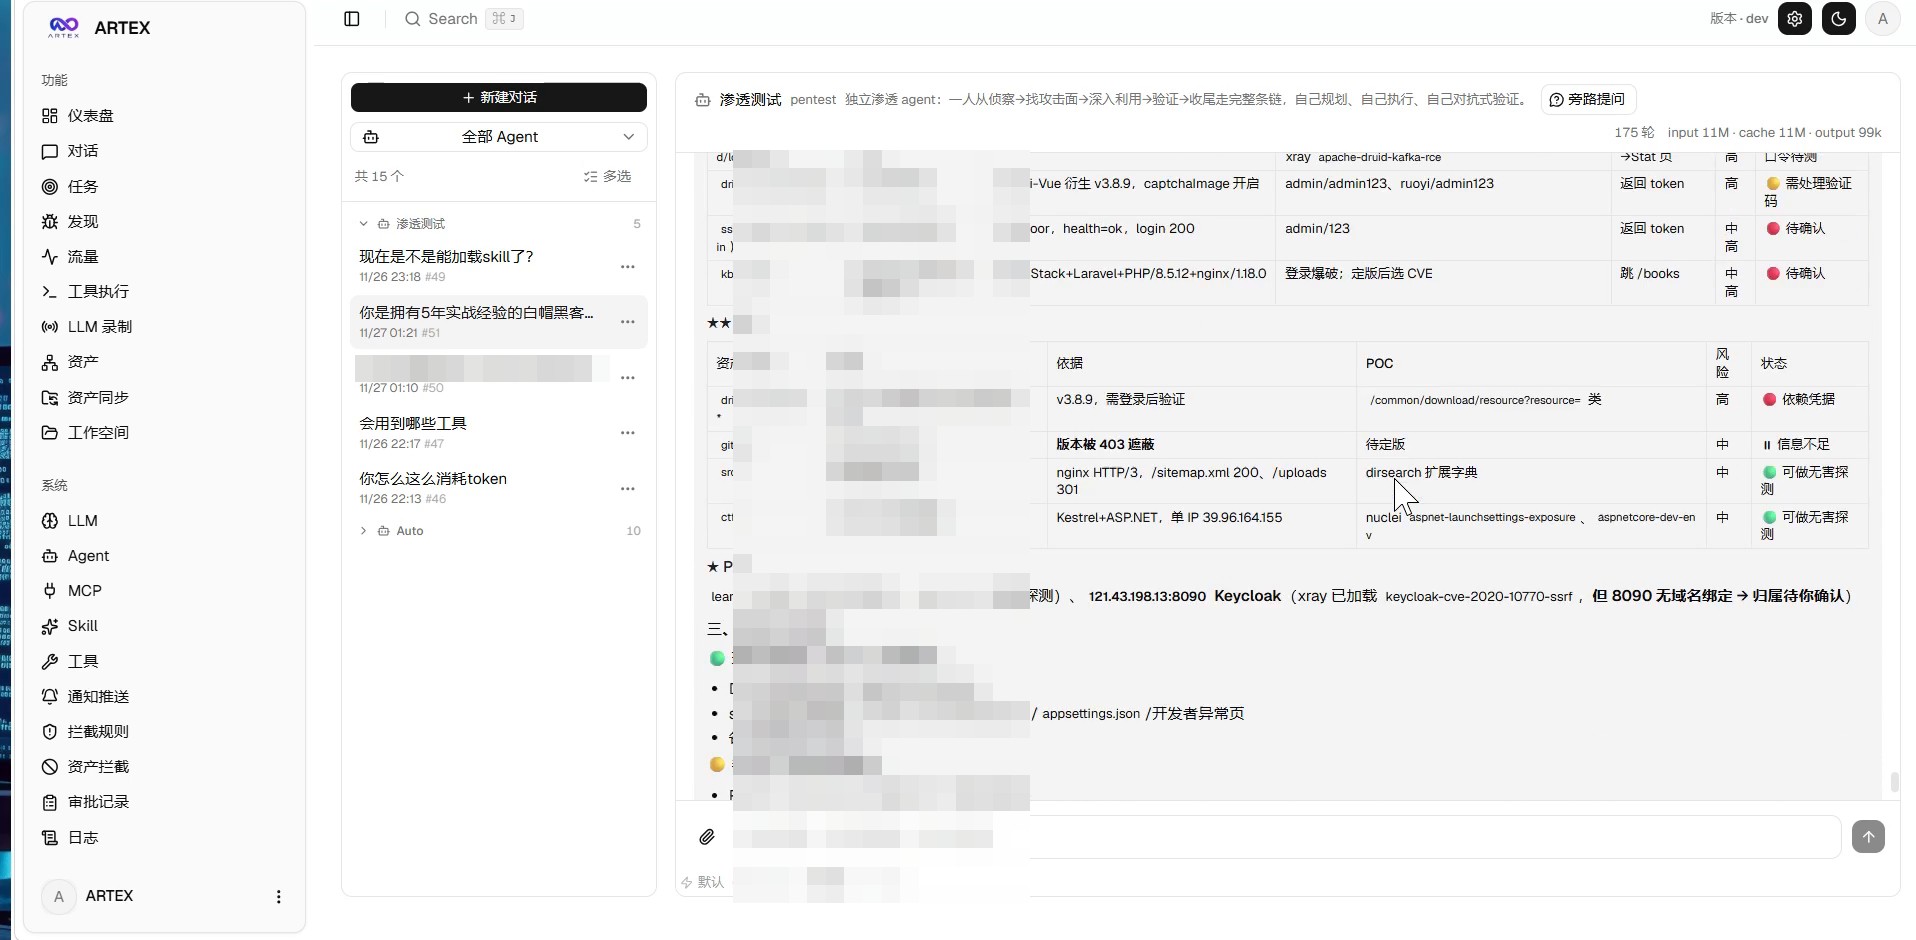 ARTEX
ARTEX
功能
仪表盘
对话
任务
发现
流量
工具执行
LLM 录制
资产
资产同步
工作空间
系统
LLM
Agent
MCP
Skill
工具
通知推送
拦截规则
资产拦截
审批记录
日志
A
ARTEX
Search
⌘ J
版本 · dev
A
+ 新建对话
全部 Agent
共 15 个
多选
渗透测试
5
现在是不是能加载skill了?
11/26 23:18 #49
你是拥有5年实战经验的白帽黑客...
11/27 01:21 #51
11/27 01:10 #50
会用到哪些工具
11/26 22:17 #47
你怎么这么消耗token
11/26 22:13 #46
Auto
10
渗透测试 pentest 独立渗透 agent：一人从侦察→找攻击面→深入利用→验证→收尾走完整条链，自己规划、自己执行、自己对抗式验证。
旁路提问
175 轮 input 11M · cache 11M · output 99k
xray apache-druid-kafka-rce
→Stat 页
高
口令待测
dri
i-Vue 衍生 v3.8.9，captchaImage 开启
admin/admin123、ruoyi/admin123
返回 token
高
需处理验证
码
ss
in )
oor，health=ok，login 200
admin/123
返回 token
中
高
待确认
kb
Stack+Laravel+PHP/8.5.12+nginx/1.18.0
登录爆破；定版后选 CVE
跳 /books
中
高
待确认
★★
依据
POC
风
险
状态
dri
*
v3.8.9，需登录后验证
/common/download/resource?resource= 类
高
依赖凭据
git
版本被 403 遮蔽
待定版
中
信息不足
src
nginx HTTP/3，/sitemap.xml 200、/uploads
301
dirsearch 扩展字典
中
可做无害探
测
ctf
Kestrel+ASP.NET，单 IP 39.96.164.155
nuclei aspnet-launchsettings-exposure 、 aspnetcore-dev-en
v
中
可做无害探
测
★ P
lear
探测）、 121.43.198.13:8090 Keycloak（xray 已加载 keycloak-cve-2020-10770-ssrf ，但 8090 无域名绑定 → 归属待你确认）
三、
/ appsettings.json /开发者异常页
默认